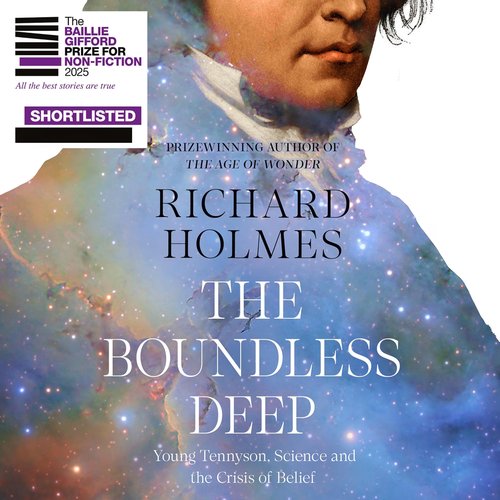 The
BAILLIE
GIFFORD
PRIZE FOR
NON-FICTION
2025
All the best stories are true
SHORTLISTED
PRIZEWINNING AUTHOR OF
THE AGE OF WONDER
RICHARD
HOLMES
THE
BOUNDLESS
DEEP
Young Tennyson, Science and
the Crisis of Belief